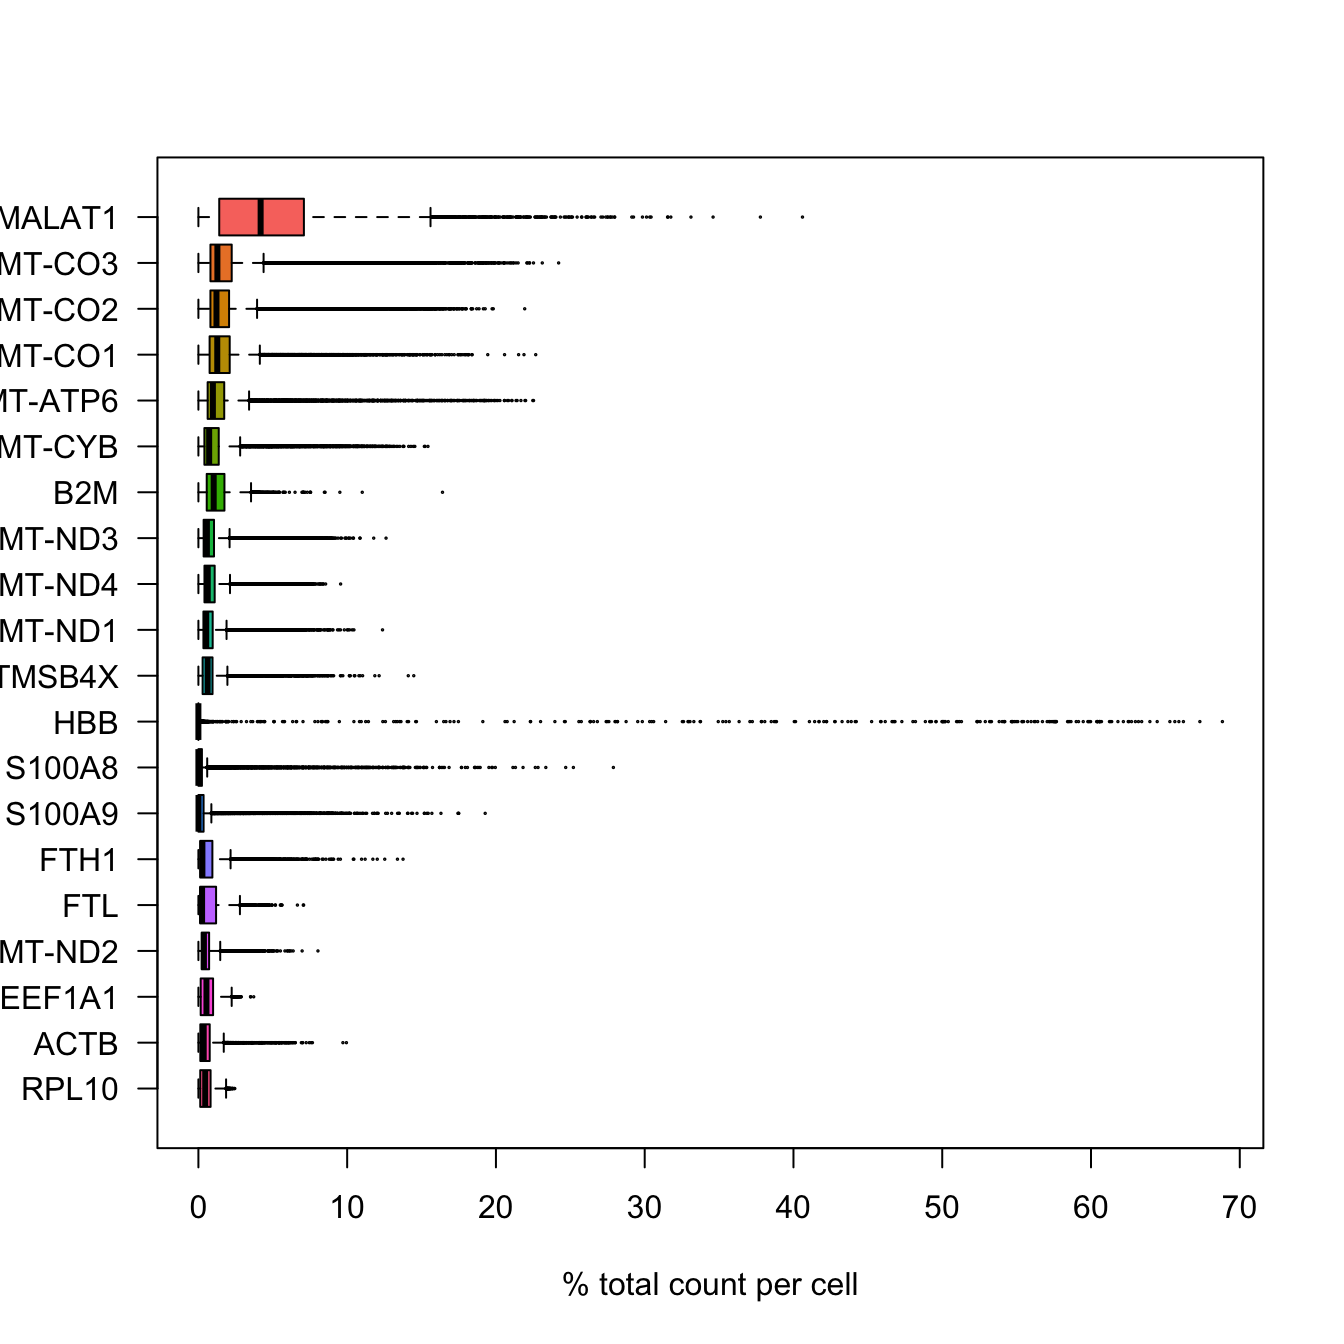 MALAT1
MT-CO3
MT-CO2
MT-CO1
MT-ATP6
MT-CYB
B2M
MT-ND3
MT-ND4
MT-ND1
TMSB4X
HBB
S100A8
S100A9
FTH1
FTL
MT-ND2
EEF1A1
ACTB
RPL10
0 10 20 30 40 50 60 70
% total count per cell